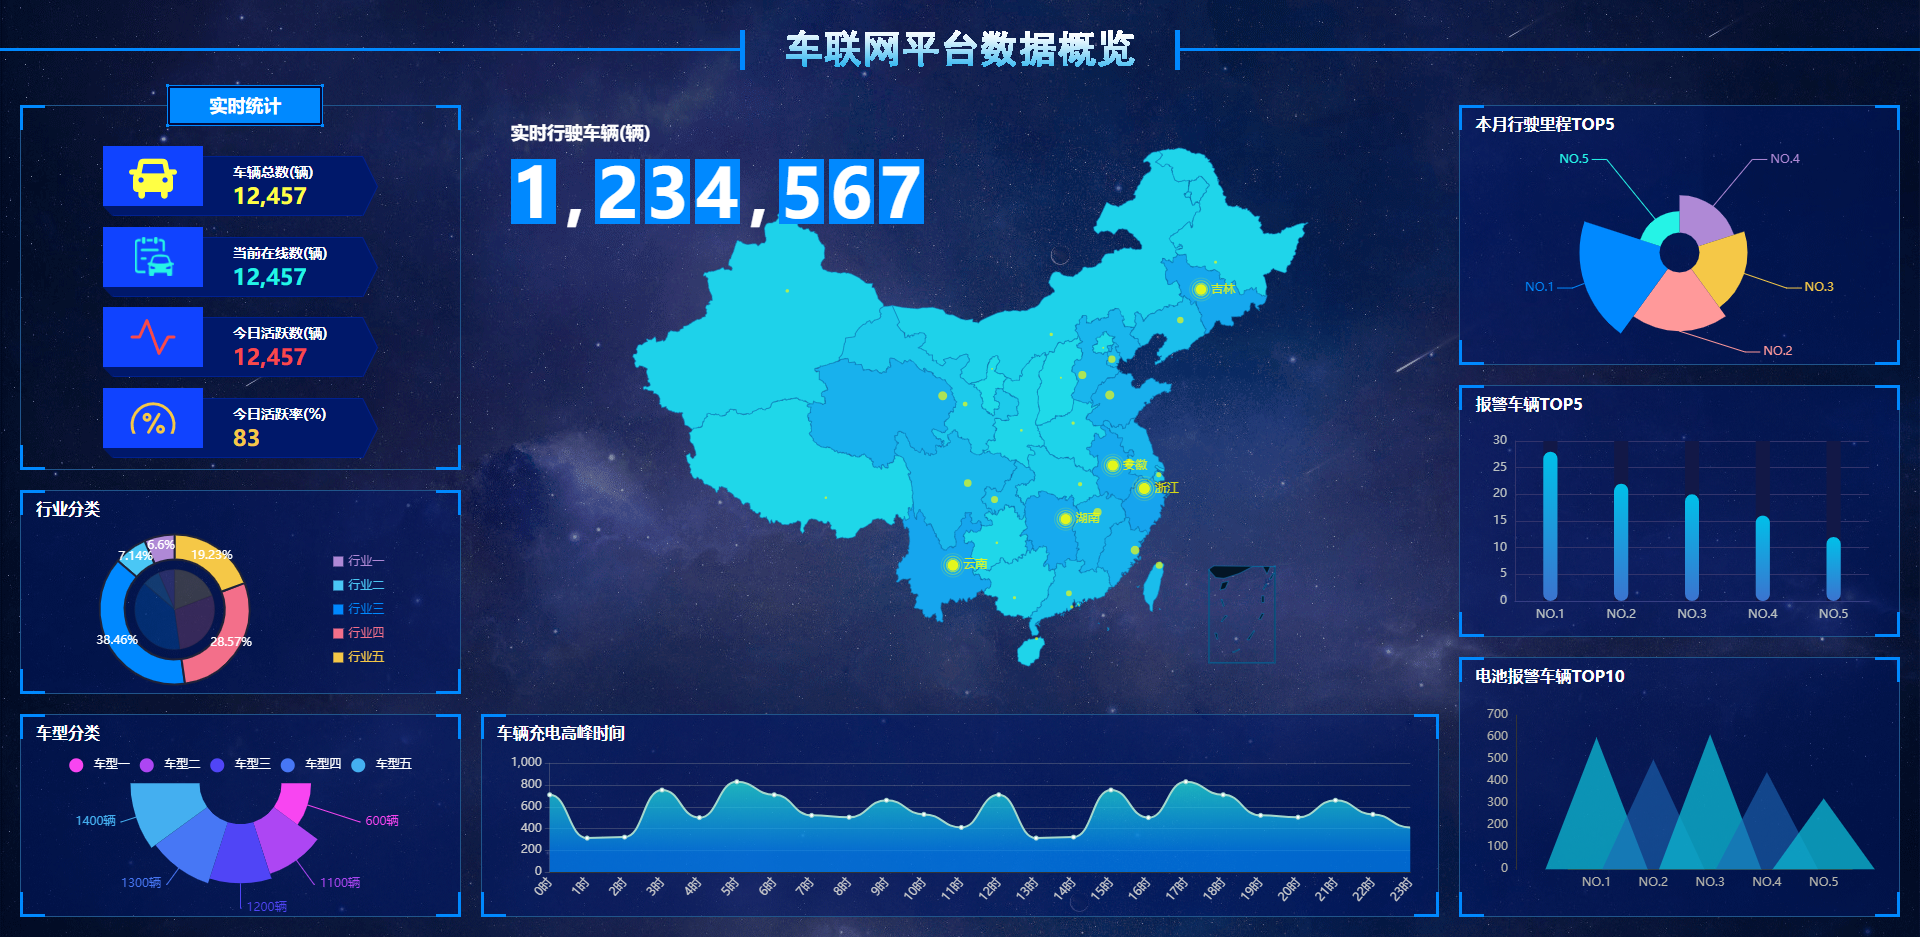 车联网平台数据概览
实时统计
车辆总数(辆)
12,457
当前在线数(辆)
12,457
今日活跃数(辆)
12,457
今日活跃率(%)
83
行业分类
6.6%
19.23%
7.14%
38.46%
28.57%
行业一
行业二
行业三
行业四
行业五
车型分类
车型一 车型二 车型三 车型四 车型五
1400辆
600辆
1300辆
1100辆
1200辆
实时行驶车辆(辆)
1,234,567
吉林
安徽
浙江
湖南
云南
车辆充电高峰时间
1,000
800
600
400
200
0
0时 1时 2时 3时 4时 5时 6时 7时 8时 9时 10时 11时 12时 13时 14时 15时 16时 17时 18时 19时 20时 21时 22时 23时
本月行驶里程TOP5
NO.5
NO.4
NO.1
NO.3
NO.2
报警车辆TOP5
30
25
20
15
10
5
0
NO.1 NO.2 NO.3 NO.4 NO.5
电池报警车辆TOP10
700
600
500
400
300
200
100
0
NO.1 NO.2 NO.3 NO.4 NO.5